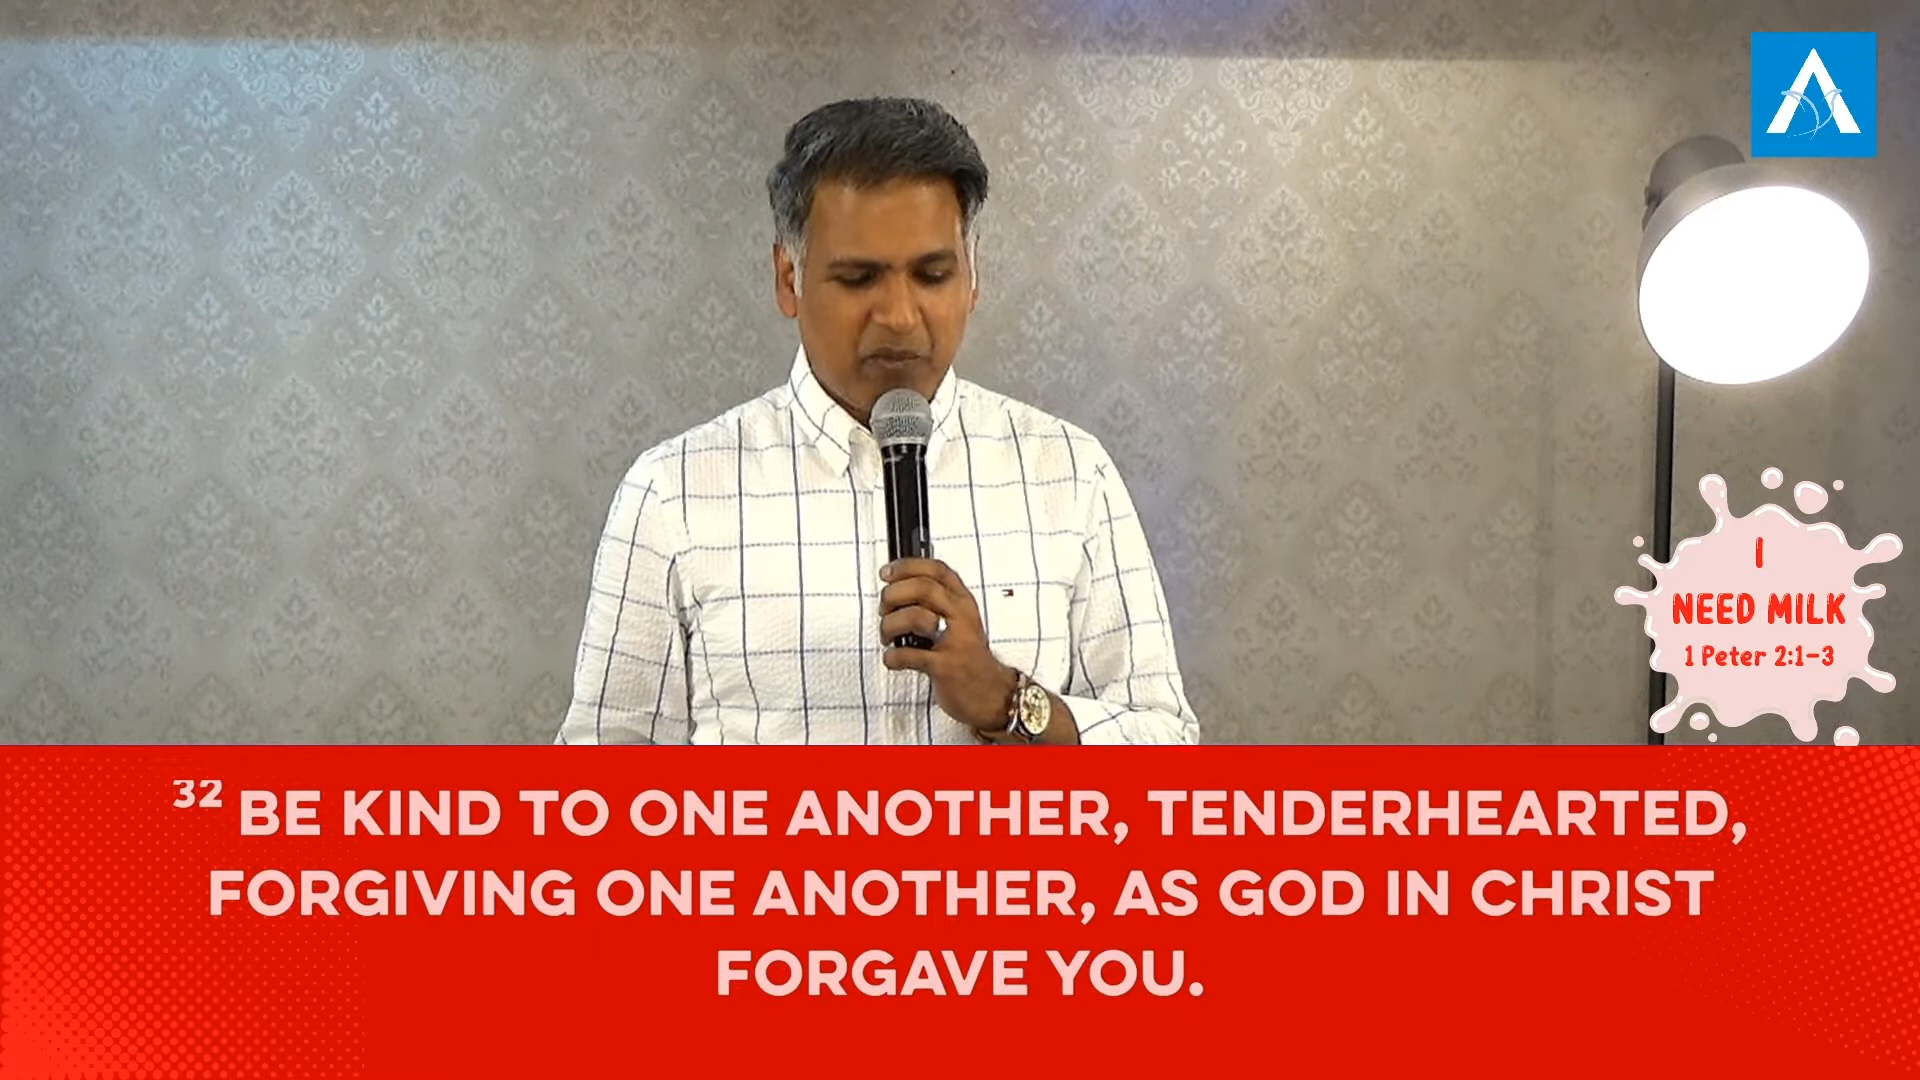 I
NEED MILK
1 Peter 2:1-3
32 BE KIND TO ONE ANOTHER, TENDERHEARTED,
FORGIVING ONE ANOTHER, AS GOD IN CHRIST
FORGAVE YOU.